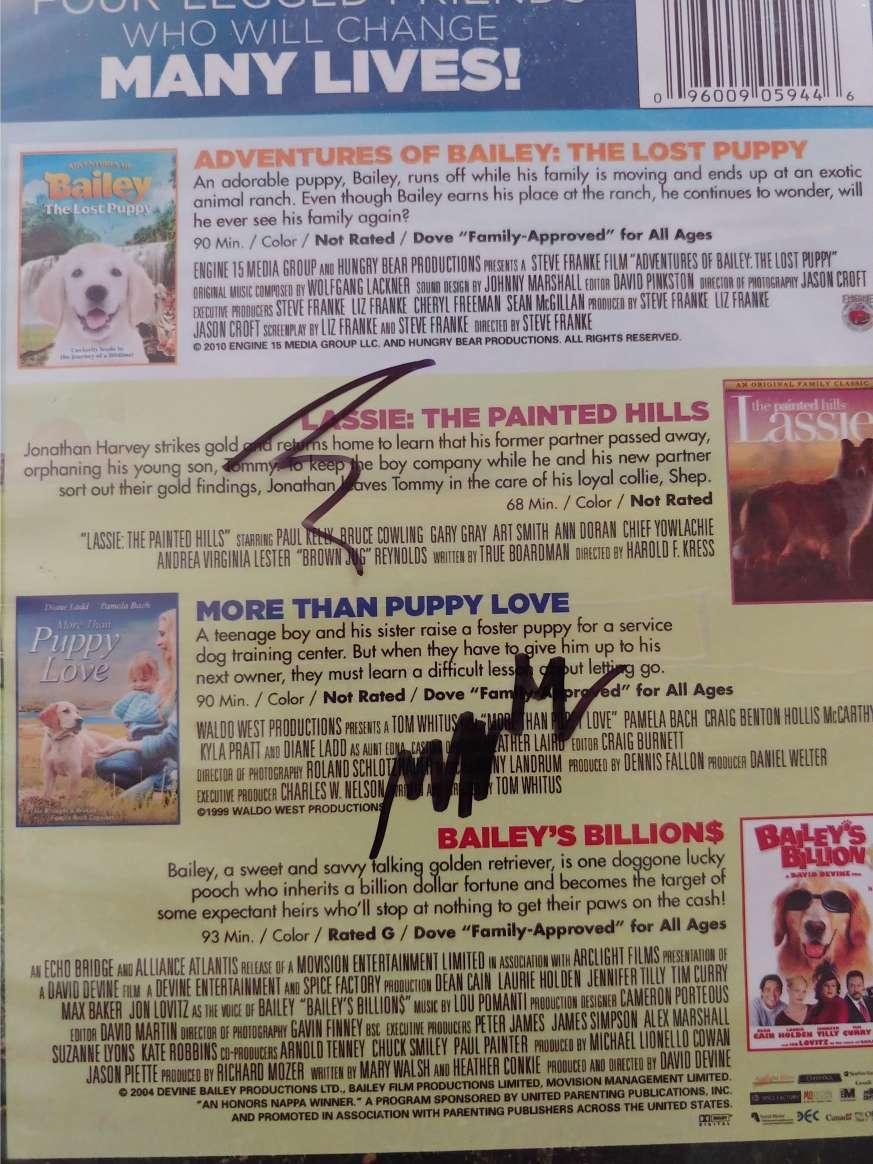 FOUR-LEGGED FRIENDS
WHO WILL CHANGE
MANY LIVES!
0 96009 05944 6
ADVENTURES OF
Bailey
The Lost Puppy
Curiosity leads to
the journey of a lifetime!
ADVENTURES OF BAILEY: THE LOST PUPPY
An adorable puppy, Bailey, runs off while his family is moving and ends up at an exotic
animal ranch. Even though Bailey earns his place at the ranch, he continues to wonder, will
he ever see his family again?
90 Min. / Color / Not Rated / Dove "Family-Approved" for All Ages
ENGINE 15 MEDIA GROUP AND HUNGRY BEAR PRODUCTIONS PRESENTS A STEVE FRANKE FILM "ADVENTURES OF BAILEY: THE LOST PUPPY"
ORIGINAL MUSIC COMPOSED BY WOLFGANG LACKNER SOUND DESIGN BY JOHNNY MARSHALL EDITOR DAVID PINKSTON DIRECTOR OF PHOTOGRAPHY JASON CROFT
EXECUTIVE PRODUCERS STEVE FRANKE LIZ FRANKE CHERYL FREEMAN SEAN McGILLAN PRODUCED BY STEVE FRANKE LIZ FRANKE
JASON CROFT SCREENPLAY BY LIZ FRANKE AND STEVE FRANKE DIRECTED BY STEVE FRANKE
© 2010 ENGINE 15 MEDIA GROUP LLC. AND HUNGRY BEAR PRODUCTIONS. ALL RIGHTS RESERVED.
LASSIE: THE PAINTED HILLS
Jonathan Harvey strikes gold and returns home to learn that his former partner passed away,
orphaning his young son, Tommy. To keep the boy company while he and his new partner
sort out their gold findings, Jonathan leaves Tommy in the care of his loyal collie, Shep.
68 Min. / Color / Not Rated
"LASSIE: THE PAINTED HILLS" STARRING PAUL KELLY BRUCE COWLING GARY GRAY ART SMITH ANN DORAN CHIEF YOWLACHIE
ANDREA VIRGINIA LESTER "BROWN JUG" REYNOLDS WRITTEN BY TRUE BOARDMAN DIRECTED BY HAROLD F. KRESS
AN ORIGINAL FAMILY CLASSIC
the painted hills
Lassie
Diane Ladd Pamela Bach
More Than
Puppy
Love
MORE THAN PUPPY LOVE
A teenage boy and his sister raise a foster puppy for a service
dog training center. But when they have to give him up to his
next owner, they must learn a difficult lesson about letting go.
90 Min. / Color / Not Rated / Dove "Family-Approved" for All Ages
WALDO WEST PRODUCTIONS PRESENTS A TOM WHITUS "MORE THAN PUPPY LOVE" PAMELA BACH CRAIG BENTON HOLLIS McCARTHY
KYLA PRATT AND DIANE LADD AS AUNT EDNA LAIRD EDITOR CRAIG BURNETT
DIRECTOR OF PHOTOGRAPHY ROLAND LANDRUM PRODUCED BY DENNIS FALLON PRODUCER DANIEL WELTER
EXECUTIVE PRODUCER CHARLES W. NELSON TOM WHITUS
©1999 WALDO WEST PRODUCTIONS
BAILEY'S BILLION$
Bailey, a sweet and savvy talking golden retriever, is one doggone lucky
pooch who inherits a billion dollar fortune and becomes the target of
some expectant heirs who'll stop at nothing to get their paws on the cash!
93 Min. / Color / Rated G / Dove "Family-Approved" for All Ages
AN ECHO BRIDGE AND ALLIANCE ATLANTIS RELEASE OF A MOVISION ENTERTAINMENT LIMITED IN ASSOCIATION WITH ARCLIGHT FILMS PRESENTATION OF
A DAVID DEVINE FILM A DEVINE ENTERTAINMENT AND SPICE FACTORY PRODUCTION DEAN CAIN LAURIE HOLDEN JENNIFER TILLY TIM CURRY
MAX BAKER JON LOVITZ AS THE VOICE OF BAILEY "BAILEY'S BILLION$" MUSIC BY LOU POMANTI PRODUCTION DESIGNER CAMERON PORTEOUS
EDITOR DAVID MARTIN DIRECTOR OF PHOTOGRAPHY GAVIN FINNEY BSC EXECUTIVE PRODUCERS PETER JAMES JAMES SIMPSON ALEX MARSHALL
SUZANNE LYONS KATE ROBBINS CO-PRODUCERS ARNOLD TENNEY CHUCK SMILEY PAUL PAINTER PRODUCED BY MICHAEL LIONELLO COWAN
JASON PIETTE PRODUCED BY RICHARD MOZER WRITTEN BY MARY WALSH AND HEATHER CONKIE PRODUCED AND DIRECTED BY DAVID DEVINE
© 2004 DEVINE BAILEY PRODUCTIONS LTD., BAILEY FILM PRODUCTIONS LIMITED, MOVISION MANAGEMENT LIMITED.
"AN HONORS NAPPA WINNER." A PROGRAM SPONSORED BY UNITED PARENTING PUBLICATIONS, INC.
AND PROMOTED IN ASSOCIATION WITH PARENTING PUBLISHERS ACROSS THE UNITED STATES.
BAILEY'S
BILLION
A DAVID DEVINE
CAIN HOLDEN TILLY CURRY
LOVITZ
DOLBY
DIGITAL